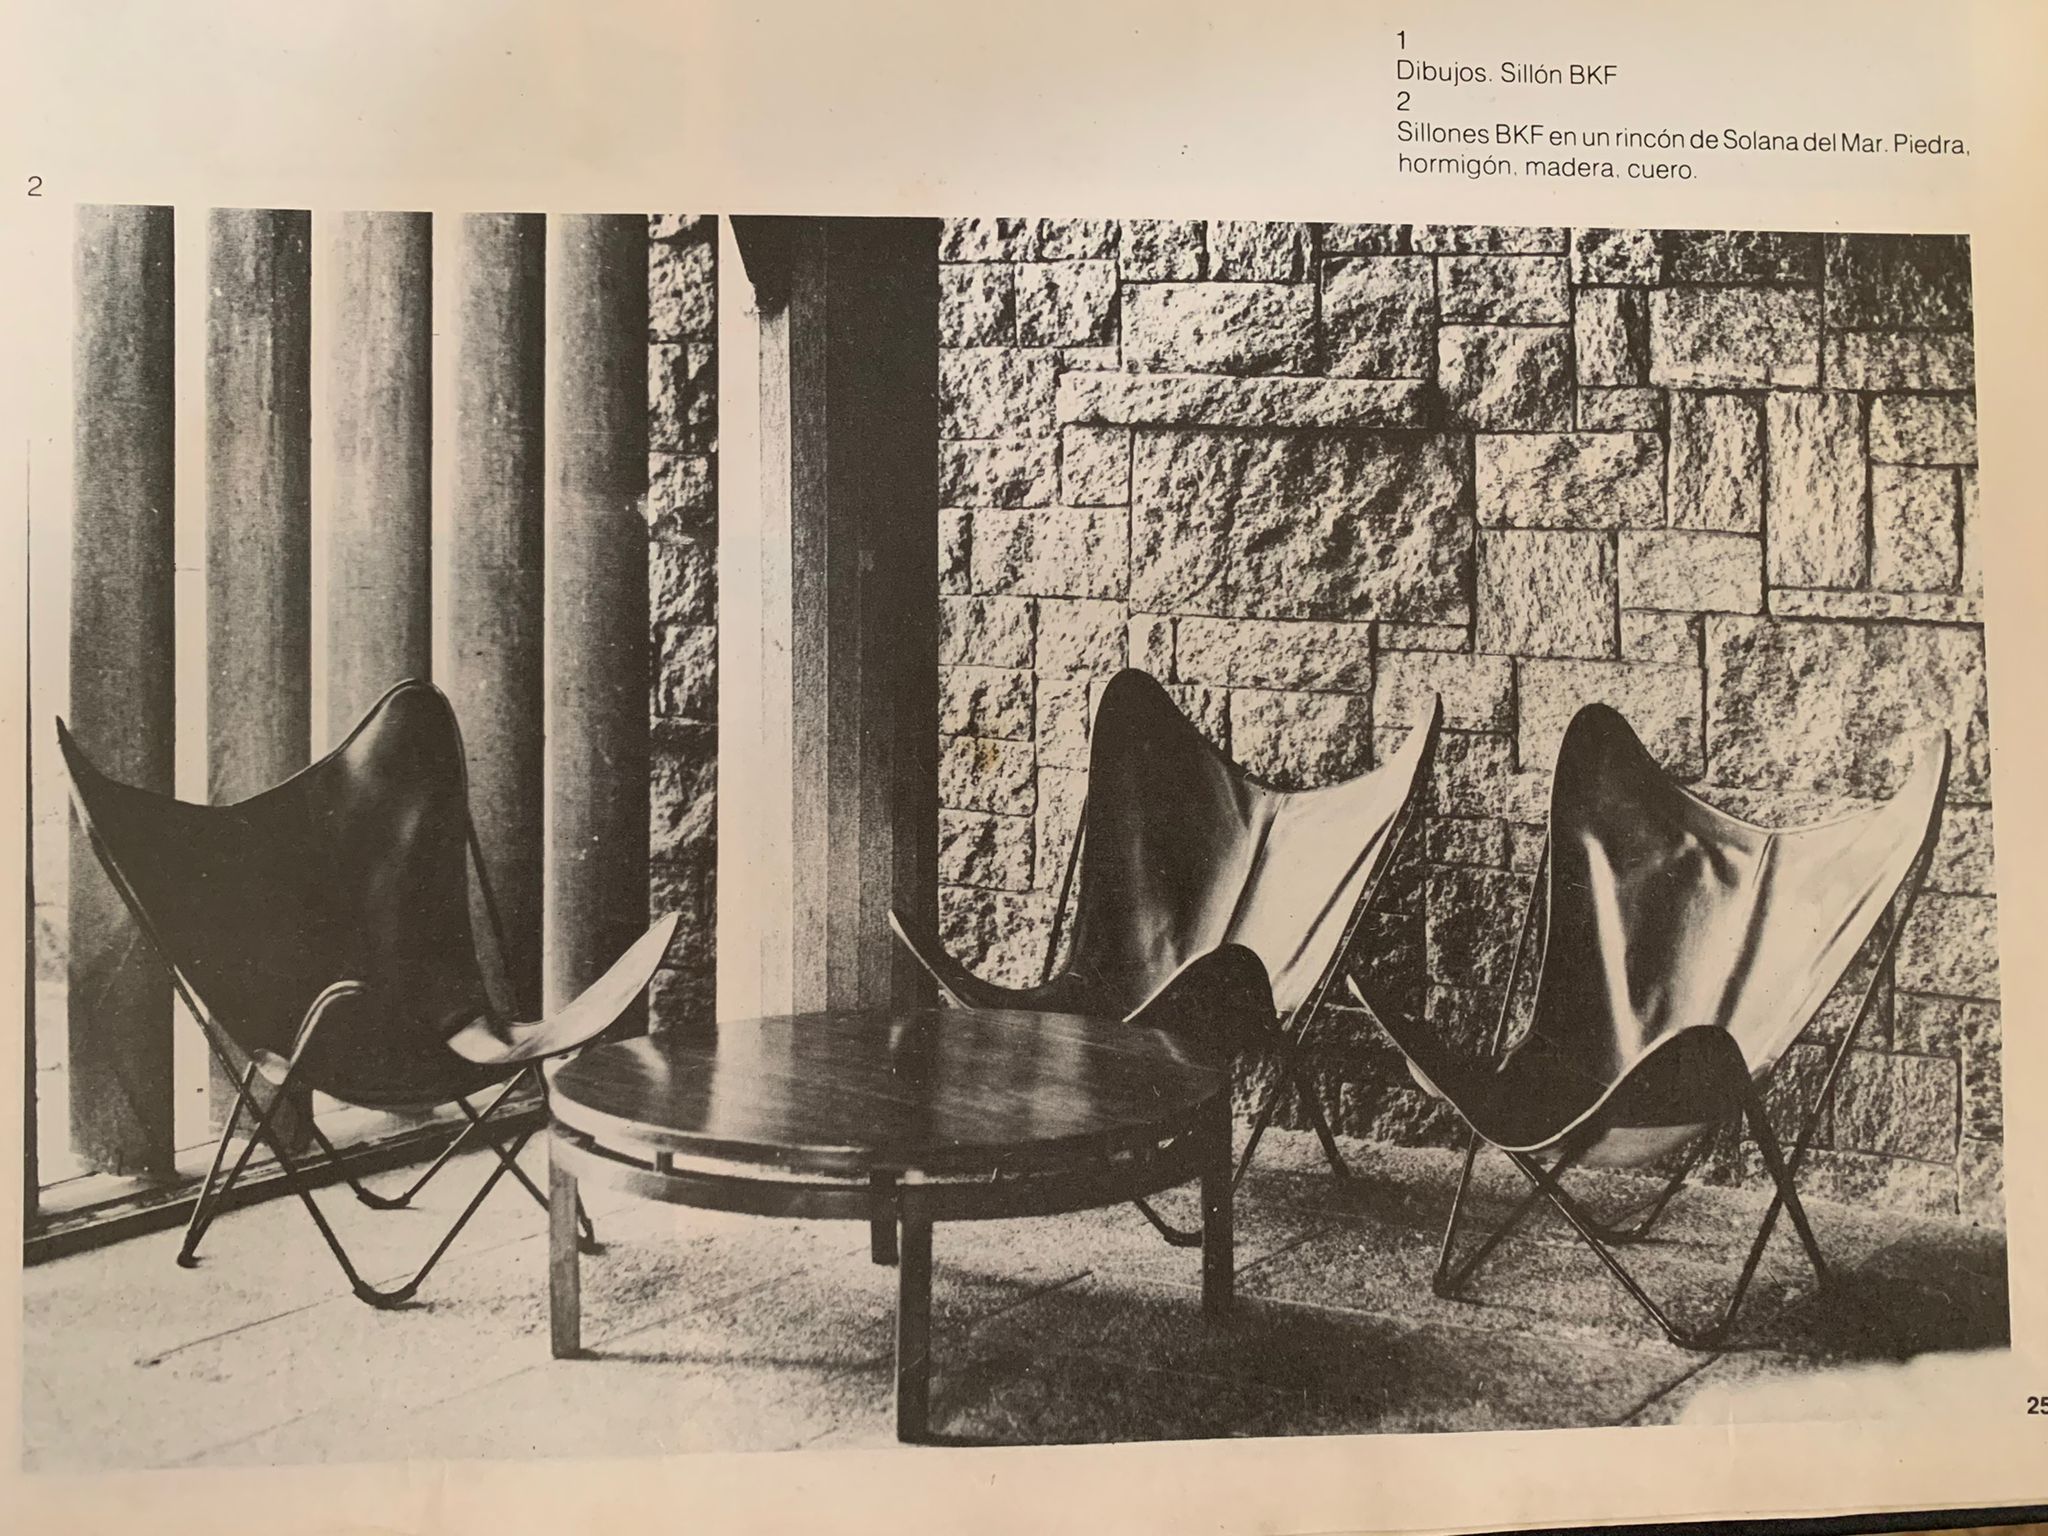 1
Dibujos. Sillón BKF
2
Sillones BKF en un rincón de Solana del Mar. Piedra,
hormigón, madera, cuero.
2
25